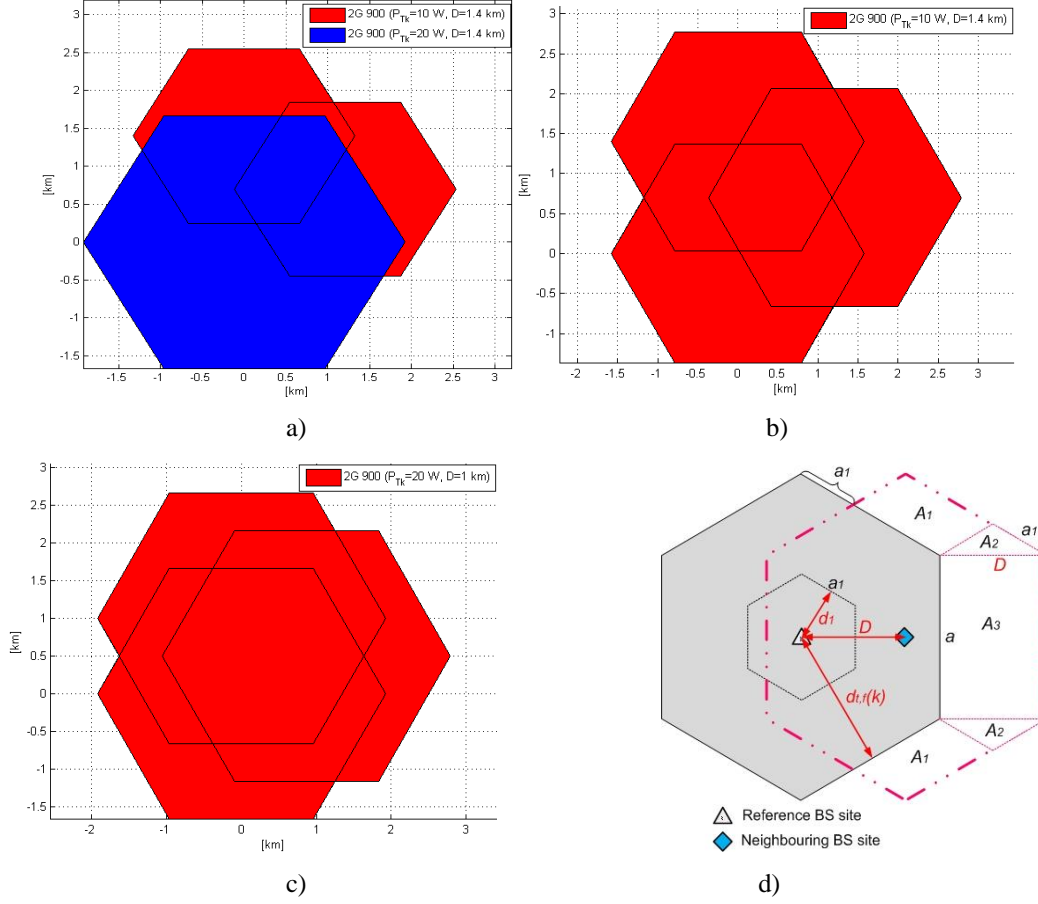 2G 900 (P_Tk=10 W, D=1.4 km)
2G 900 (P_Tk=20 W, D=1.4 km)
3
2.5
2
1.5
1
0.5
0
-0.5
-1
-1.5
[km]
-1.5 -1 -0.5 0 0.5 1 1.5 2 2.5 3
[km]
a)
2G 900 (P_Tk=10 W, D=1.4 km)
3
2.5
2
1.5
1
0.5
0
-0.5
-1
[km]
-2 -1.5 -1 -0.5 0 0.5 1 1.5 2 2.5 3
[km]
b)
2G 900 (P_Tk=20 W, D=1 km)
3
2.5
2
1.5
1
0.5
0
-0.5
-1
-1.5
[km]
-2 -1 0 1 2 3
[km]
c)
a1
A1
a1
A2
D
a1
d1
D
a
A3
dt,f(k)
A2
A1
Reference BS site
Neighbouring BS site
d)